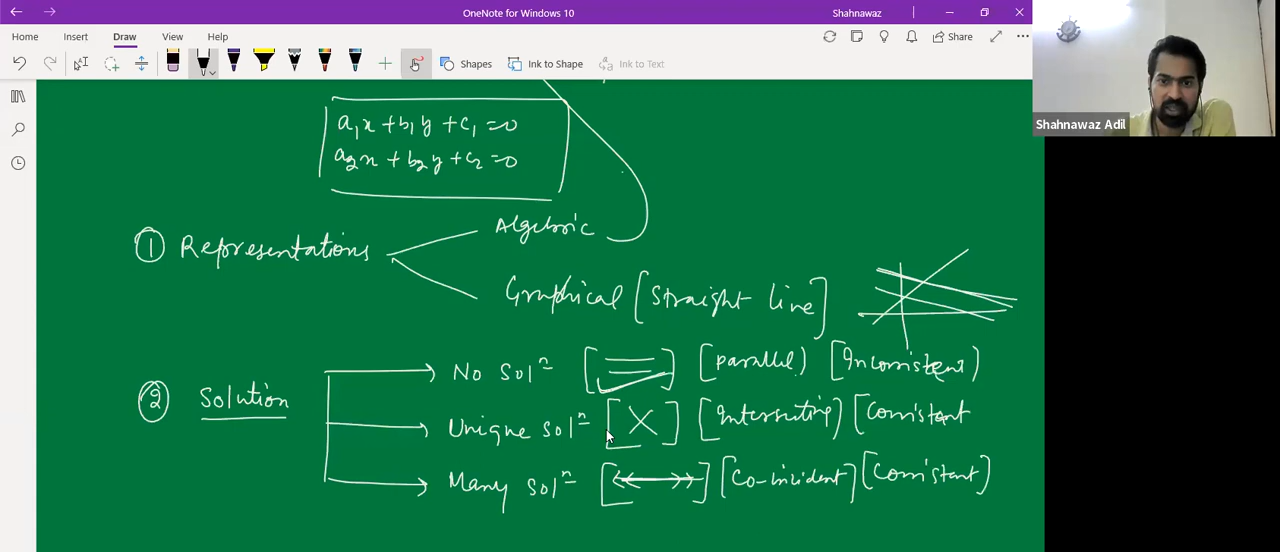 OneNote for Windows 10
Shahnawaz
Home Insert Draw View Help
Shapes Ink to Shape Ink to Text Share
Shahnawaz Adil
a₁x + b₁y + c₁ = 0
a₂x + b₂y + c₂ = 0
① Representations
Algebric
Graphical [Straight line]
② Solution
No Solⁿ [parallel] [Inconsistent]
Unique Solⁿ [Intersecting] [Consistent
Many Solⁿ [Co-incident] [Consistent]